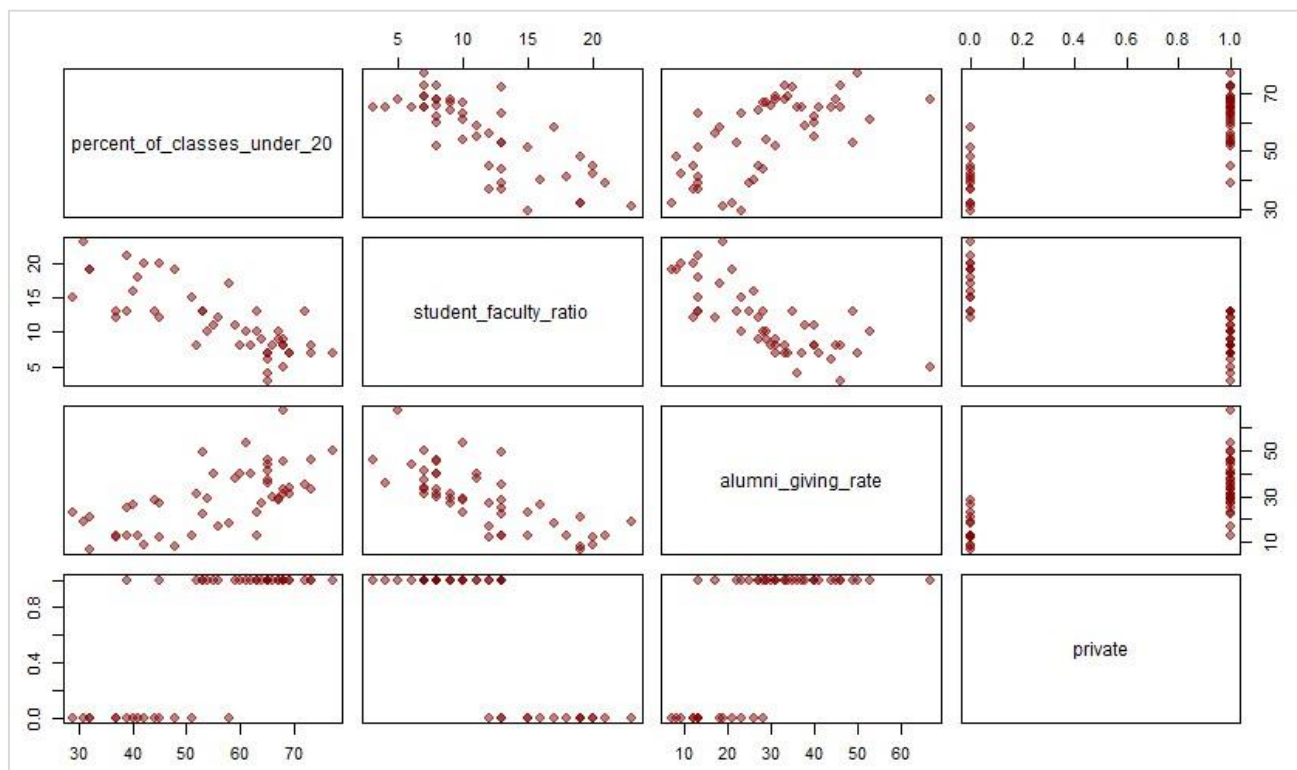 5 10 15 20 0.0 0.2 0.4 0.6 0.8 1.0
percent_of_classes_under_20
30 50 70
5 10 15 20
student_faculty_ratio
alumni_giving_rate
10 30 50
0.0 0.4 0.8
private
30 40 50 60 70 10 20 30 40 50 60